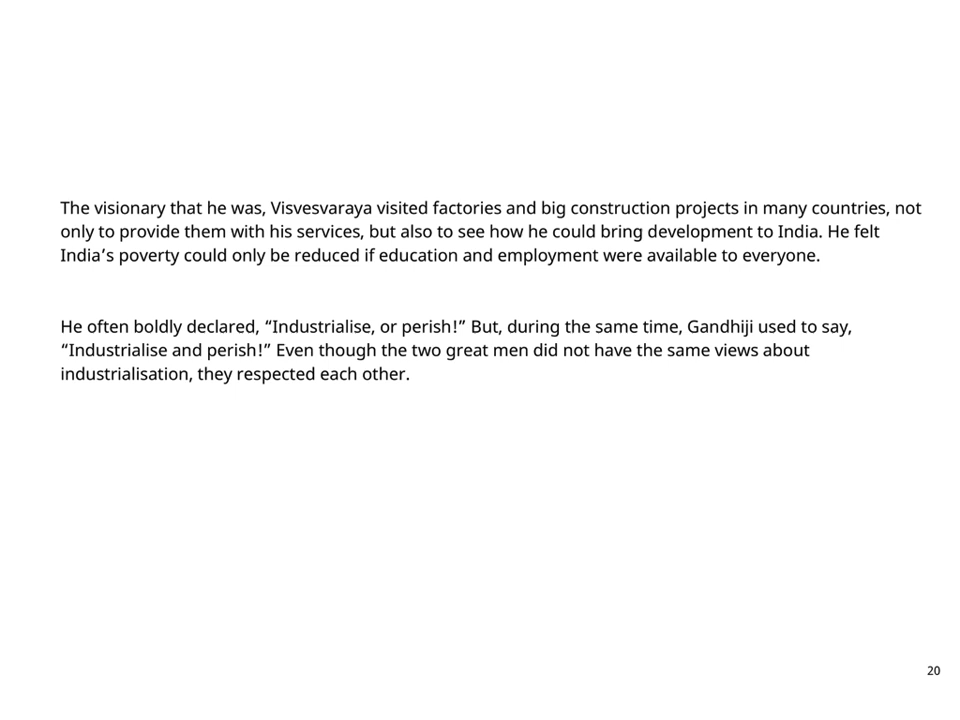 The visionary that he was, Visvesvaraya visited factories and big construction projects in many countries, not
only to provide them with his services, but also to see how he could bring development to India. He felt
India’s poverty could only be reduced if education and employment were available to everyone.
He often boldly declared, “Industrialise, or perish!” But, during the same time, Gandhiji used to say,
“Industrialise and perish!” Even though the two great men did not have the same views about
industrialisation, they respected each other.
20